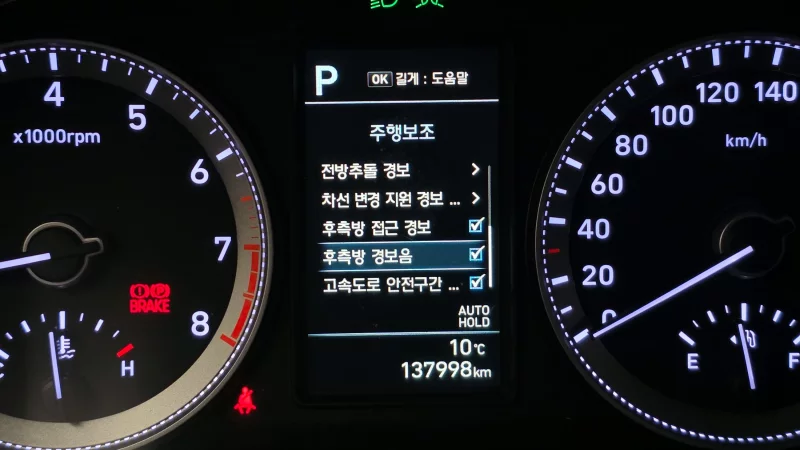 P
OK 길게 : 도움말
주행보조
전방추돌 경보
차선 변경 지원 경보 ...
후측방 접근 경보
후측방 경보음
고속도로 안전구간 ...
AUTO
HOLD
10℃
137998km
4
5
6
7
8
x1000rpm
BRAKE
H
0
20
40
60
80
100
120
140
km/h
E
F